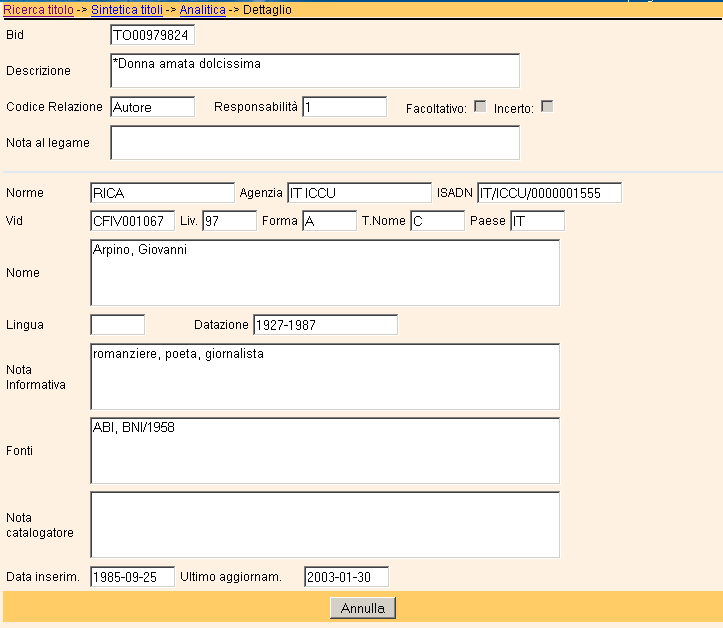 Ricerca titolo -> Sintetica titoli -> Analitica -> Dettaglio
Bid TO00979824
Descrizione *Donna amata dolcissima
Codice Relazione Autore Responsabilità 1 Facoltativo: Incerto:
Nota al legame
Norme RICA Agenzia IT ICCU ISADN IT/ICCU/0000001555
Vid CFIV001067 Liv. 97 Forma A T.Nome C Paese IT
Nome Arpino, Giovanni
Lingua Datazione 1927-1987
Nota Informativa romanziere, poeta, giornalista
Fonti ABI, BNI/1958
Nota catalogatore
Data inserim. 1985-09-25 Ultimo aggiornam. 2003-01-30
Annulla